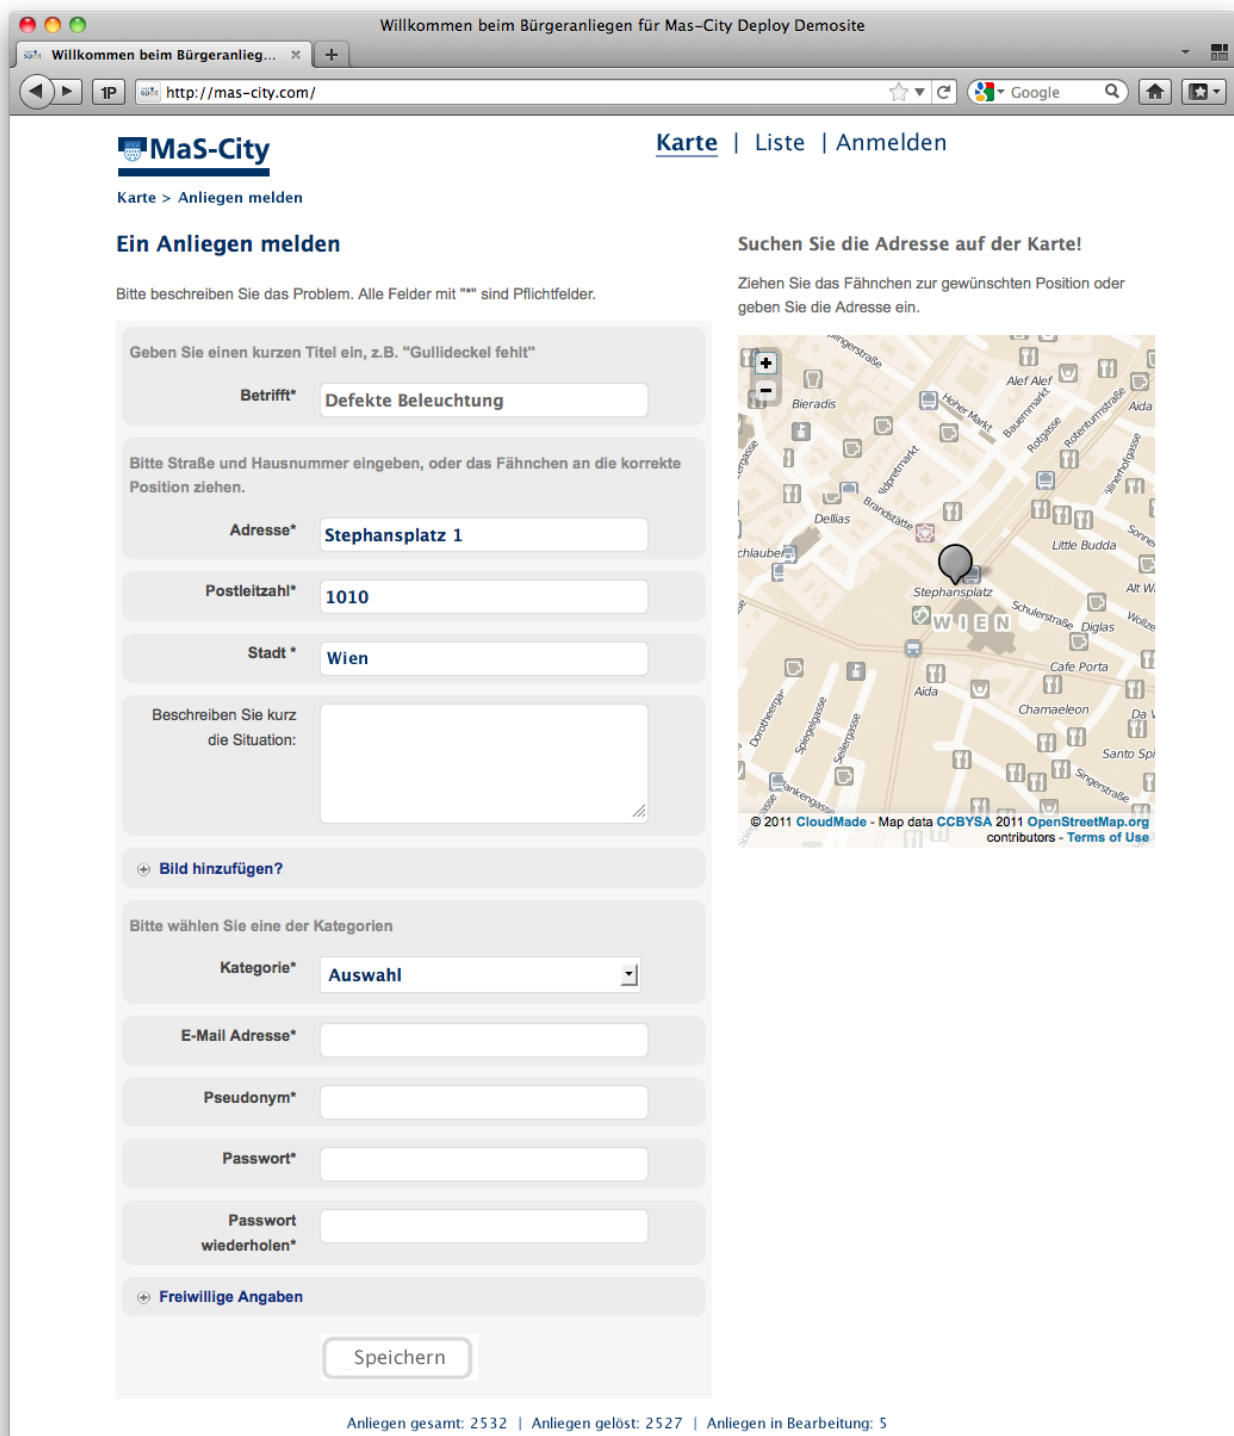 Willkommen beim Bürgeranliegen für Mas-City Deploy Demosite
Willkommen beim Bürgeranlieg...
1P
http://mas-city.com/
Google
MaS-City
Karte | Liste | Anmelden
Karte > Anliegen melden
Ein Anliegen melden
Bitte beschreiben Sie das Problem. Alle Felder mit "*" sind Pflichtfelder.
Geben Sie einen kurzen Titel ein, z.B. "Gullideckel fehlt"
Betrifft*
Defekte Beleuchtung
Bitte Straße und Hausnummer eingeben, oder das Fähnchen an die korrekte
Position ziehen.
Adresse*
Stephansplatz 1
Postleitzahl*
1010
Stadt *
Wien
Beschreiben Sie kurz
die Situation:
Bild hinzufügen?
Bitte wählen Sie eine der Kategorien
Kategorie*
Auswahl
E-Mail Adresse*
Pseudonym*
Passwort*
Passwort
wiederholen*
Freiwillige Angaben
Speichern
Suchen Sie die Adresse auf der Karte!
Ziehen Sie das Fähnchen zur gewünschten Position oder
geben Sie die Adresse ein.
Alef Alef
Bieradis
Hoher Markt
Bauernmarkt
Rotgasse
Rotenturmstraße
Aida
Brandstätte
Dellias
Little Budda
Stephansplatz
WIEN
Schulerstraße
Diglas
Cafe Porta
Aida
Chamaeleon
Spiegelgasse
Seilergasse
Singerstraße
© 2011 CloudMade - Map data CCBYSA 2011 OpenStreetMap.org
contributors - Terms of Use
Anliegen gesamt: 2532 | Anliegen gelöst: 2527 | Anliegen in Bearbeitung: 5